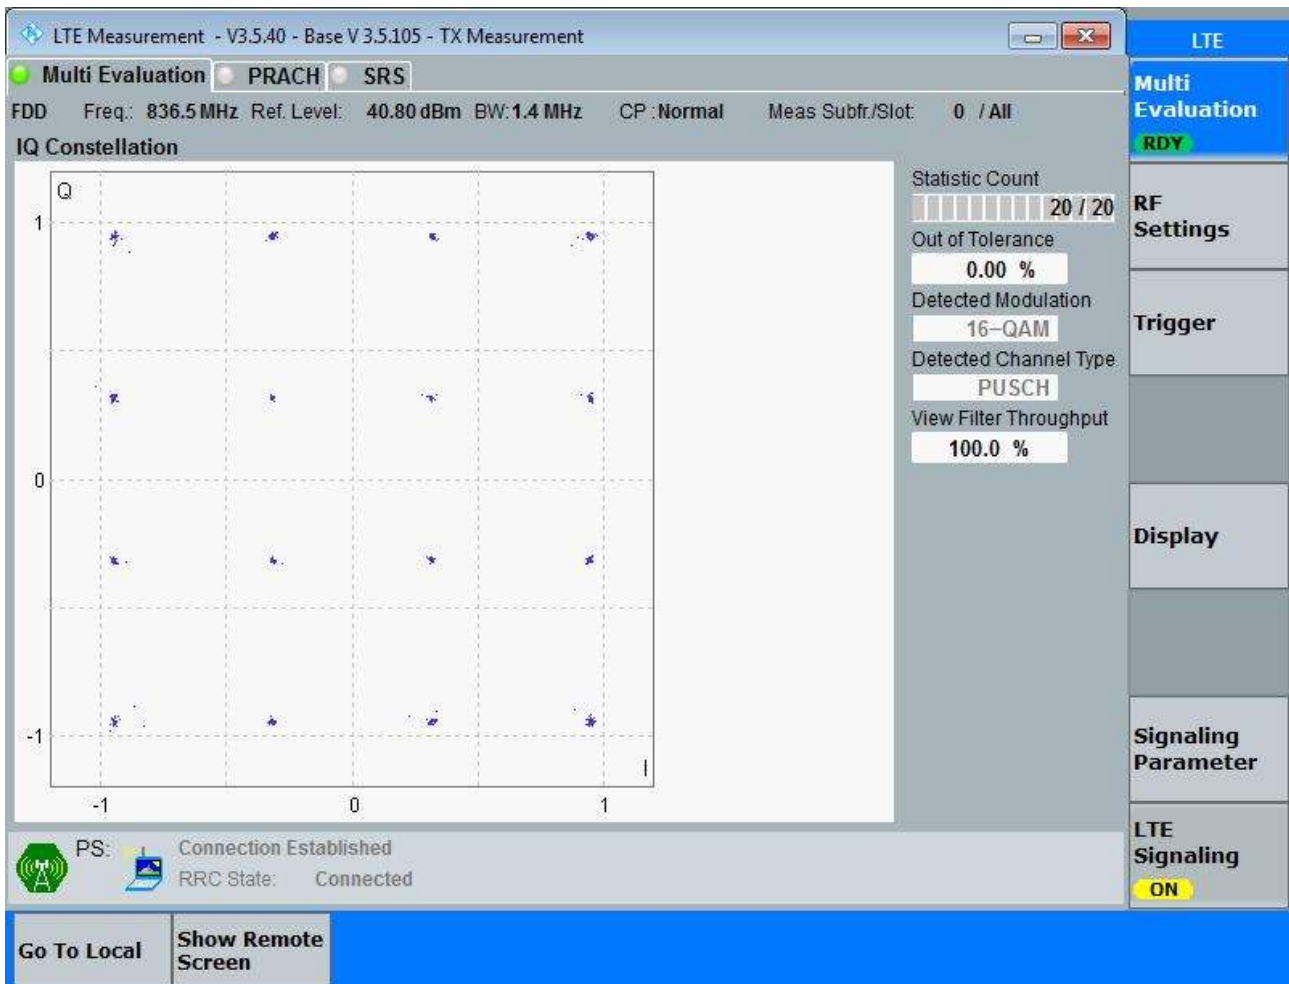 LTE Measurement - V3.5.40 - Base V 3.5.105 - TX Measurement
LTE
Multi Evaluation PRACH SRS
FDD Freq.: 836.5 MHz Ref. Level: 40.80 dBm BW: 1.4 MHz CP : Normal Meas Subfr./Slot: 0 / All
IQ Constellation
Q
1
0
-1
-1 0 1
I
Statistic Count
20 / 20
Out of Tolerance
0.00 %
Detected Modulation
16-QAM
Detected Channel Type
PUSCH
View Filter Throughput
100.0 %
Multi
Evaluation
RDY
RF
Settings
Trigger
Display
Signaling
Parameter
LTE
Signaling
ON
PS: Connection Established
RRC State: Connected
Go To Local
Show Remote
Screen